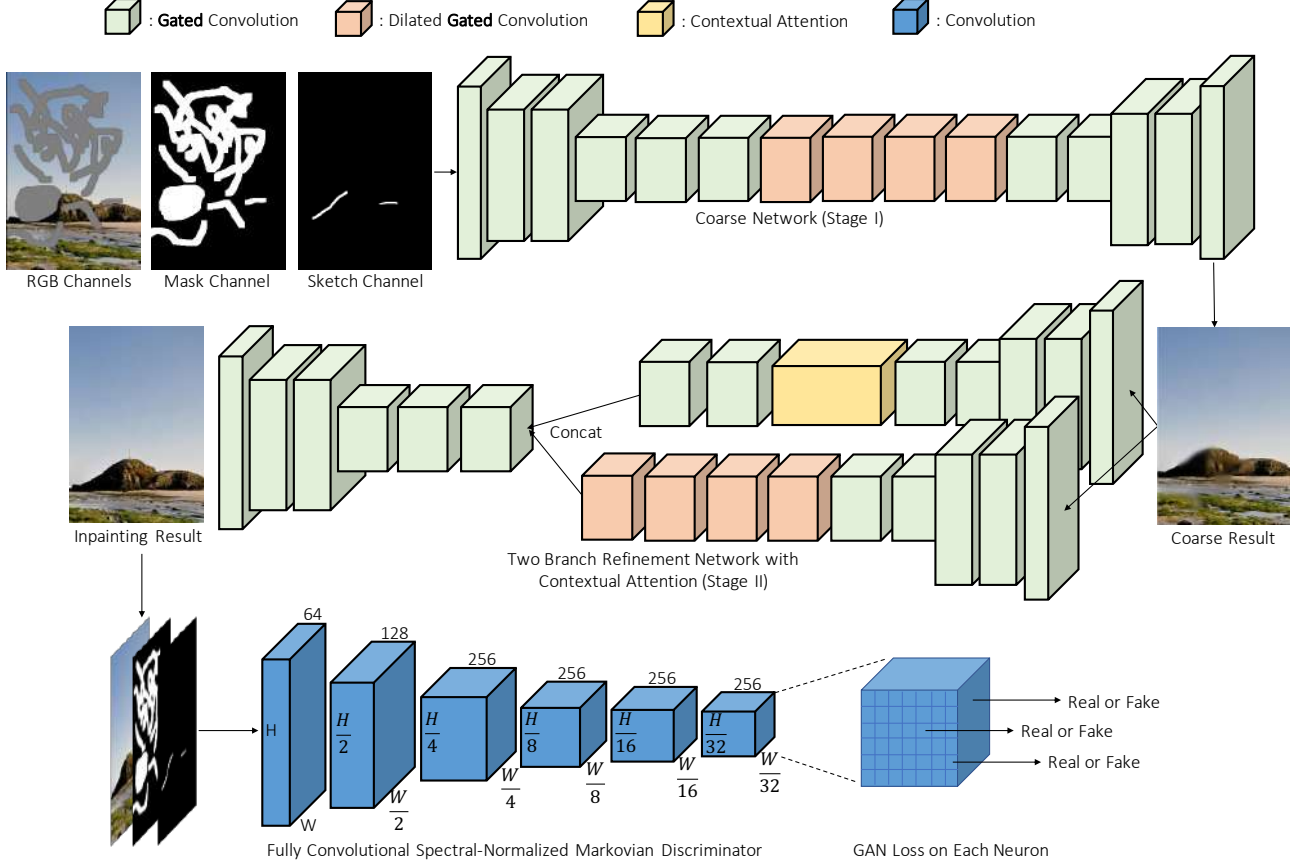 : Gated Convolution
: Dilated Gated Convolution
: Contextual Attention
: Convolution
RGB Channels
Mask Channel
Sketch Channel
Coarse Network (Stage I)
Concat
Inpainting Result
Coarse Result
Two Branch Refinement Network with
Contextual Attention (Stage II)
64
128
256
256
256
256
H
H/2
H/4
H/8
H/16
H/32
W
W/2
W/4
W/8
W/16
W/32
Real or Fake
Real or Fake
Real or Fake
Fully Convolutional Spectral-Normalized Markovian Discriminator
GAN Loss on Each Neuron